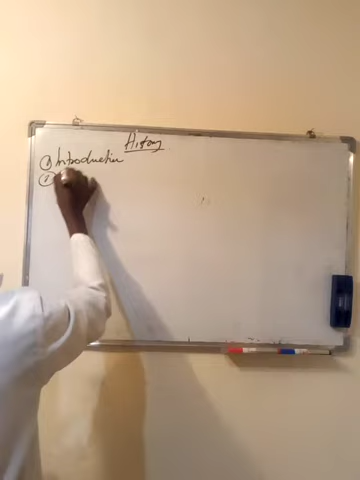 History
① Introduction
②